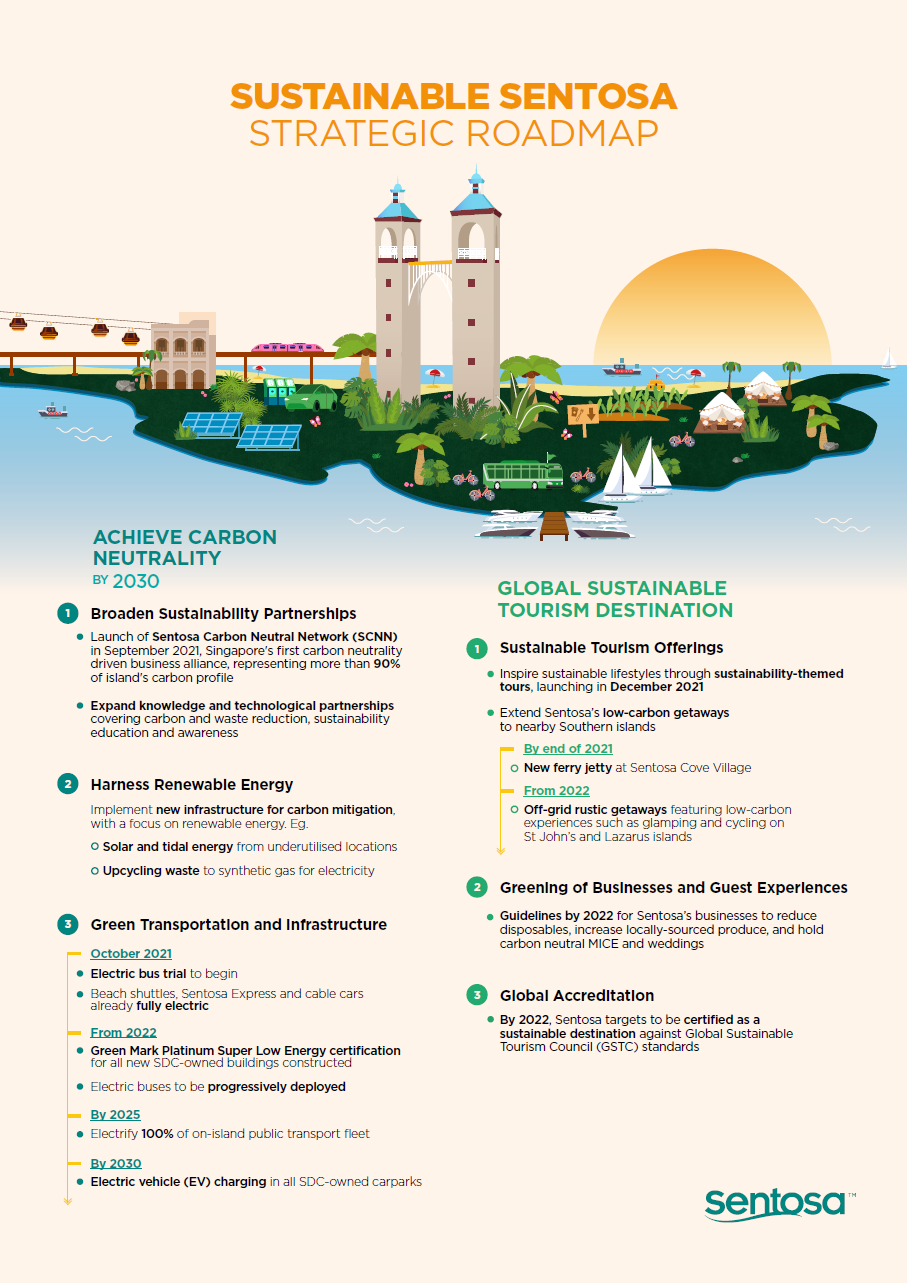 SUSTAINABLE SENTOSA
STRATEGIC ROADMAP
ACHIEVE CARBON
NEUTRALITY
BY 2030
1 Broaden Sustainability Partnerships
• Launch of Sentosa Carbon Neutral Network (SCNN)
in September 2021, Singapore's first carbon neutrality
driven business alliance, representing more than 90%
of island's carbon profile
• Expand knowledge and technological partnerships
covering carbon and waste reduction, sustainability
education and awareness
2 Harness Renewable Energy
Implement new infrastructure for carbon mitigation,
with a focus on renewable energy. Eg.
Solar and tidal energy from underutilised locations
Upcycling waste to synthetic gas for electricity
3 Green Transportation and Infrastructure
October 2021
• Electric bus trial to begin
• Beach shuttles, Sentosa Express and cable cars
already fully electric
From 2022
• Green Mark Platinum Super Low Energy certification
for all new SDC-owned buildings constructed
• Electric buses to be progressively deployed
By 2025
• Electrify 100% of on-island public transport fleet
By 2030
• Electric vehicle (EV) charging in all SDC-owned carparks
GLOBAL SUSTAINABLE
TOURISM DESTINATION
1 Sustainable Tourism Offerings
• Inspire sustainable lifestyles through sustainability-themed
tours, launching in December 2021
• Extend Sentosa's low-carbon getaways
to nearby Southern islands
By end of 2021
New ferry jetty at Sentosa Cove Village
From 2022
Off-grid rustic getaways featuring low-carbon
experiences such as glamping and cycling on
St John's and Lazarus islands
2 Greening of Businesses and Guest Experiences
• Guidelines by 2022 for Sentosa's businesses to reduce
disposables, increase locally-sourced produce, and hold
carbon neutral MICE and weddings
3 Global Accreditation
• By 2022, Sentosa targets to be certified as a
sustainable destination against Global Sustainable
Tourism Council (GSTC) standards
Sentosa™